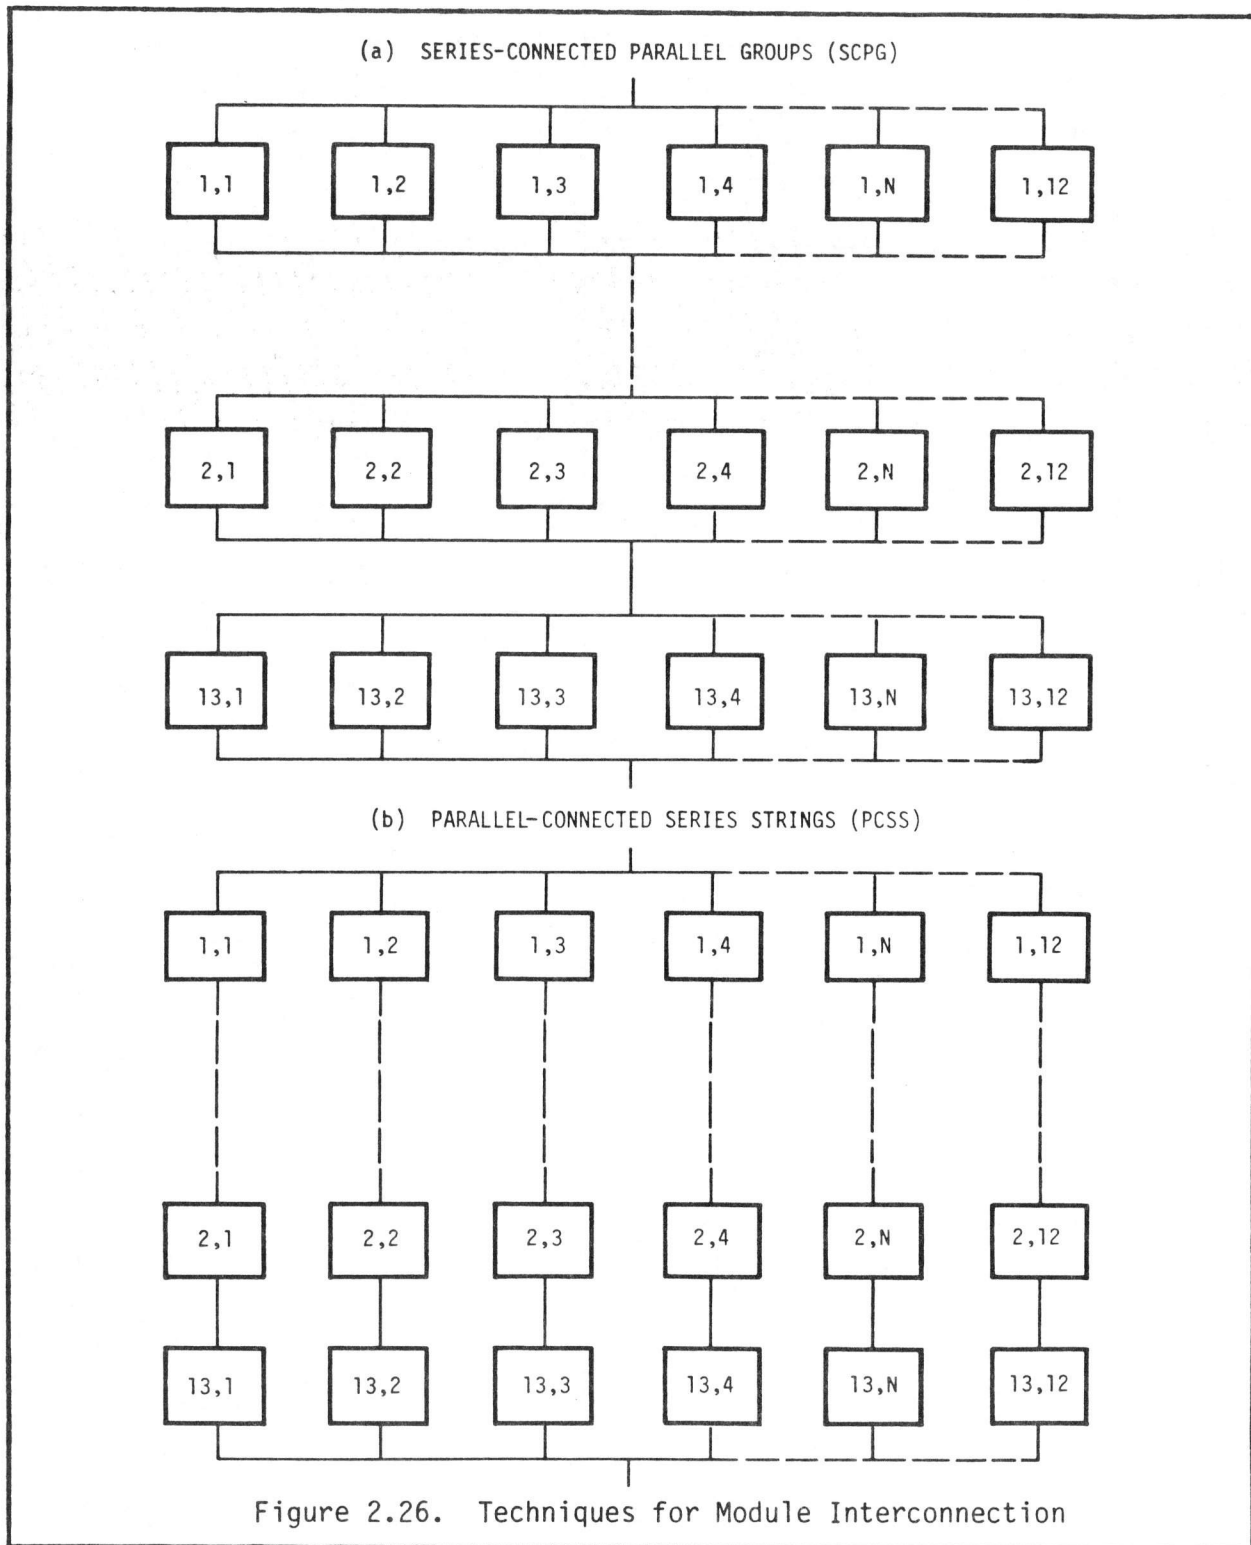 (a) SERIES-CONNECTED PARALLEL GROUPS (SCPG)
1,1 1,2 1,3 1,4 1,N 1,12
2,1 2,2 2,3 2,4 2,N 2,12
13,1 13,2 13,3 13,4 13,N 13,12
(b) PARALLEL-CONNECTED SERIES STRINGS (PCSS)
1,1 1,2 1,3 1,4 1,N 1,12
2,1 2,2 2,3 2,4 2,N 2,12
13,1 13,2 13,3 13,4 13,N 13,12
Figure 2.26. Techniques for Module Interconnection